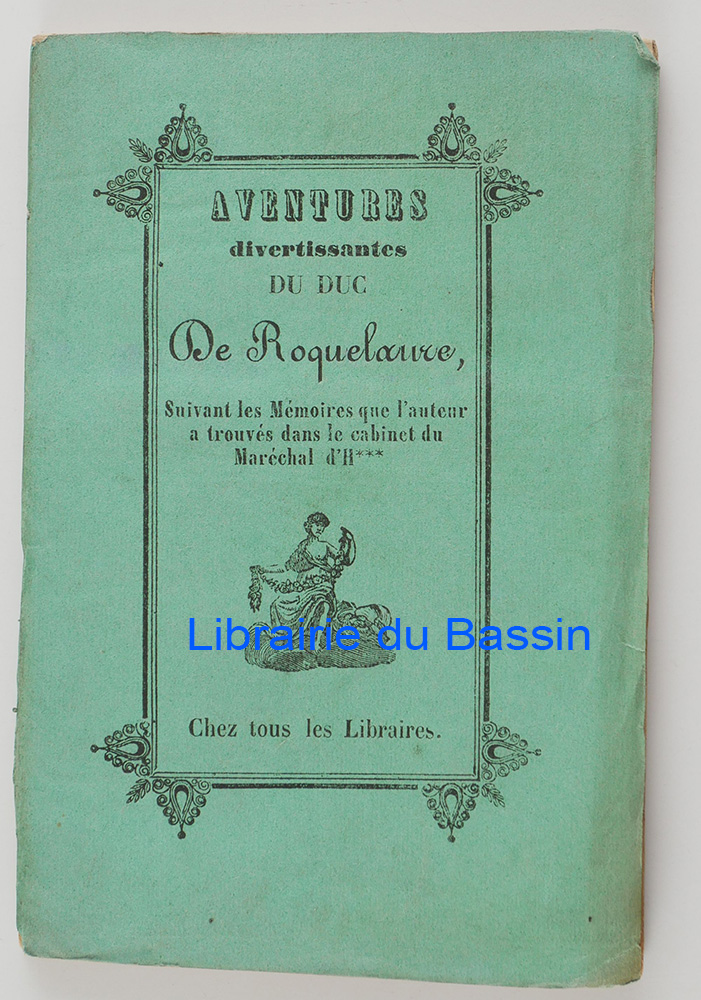 AVENTURES
divertissantes
DU DUC
De Roquelaure,
Suivant les Mémoires que l'auteur
a trouvés dans le cabinet du
Maréchal d'H***
Librairie du Bassin
Chez tous les Libraires.